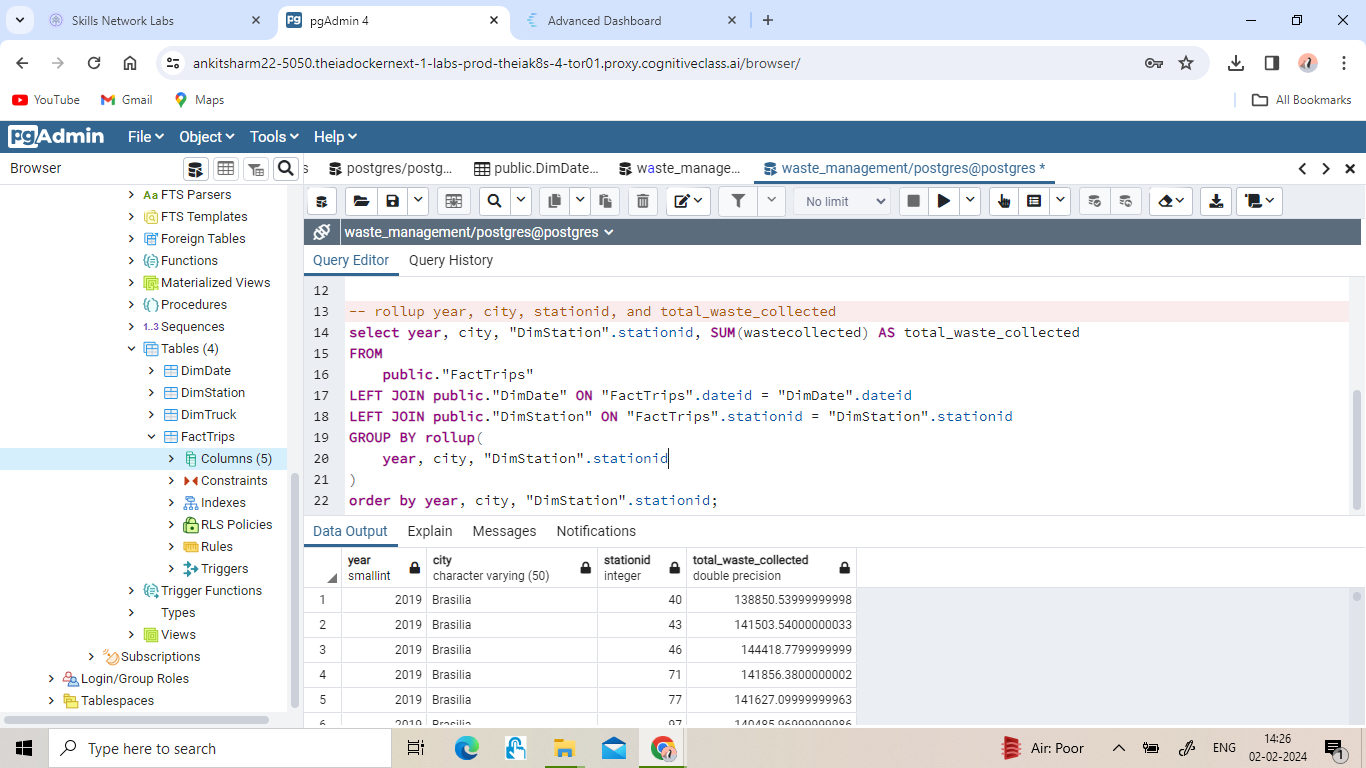 Skills Network Labs
pgAdmin 4
Advanced Dashboard
ankitsharm22-5050.theiadockernext-1-labs-prod-theiak8s-4-tor01.proxy.cognitiveclass.ai/browser/
YouTube
Gmail
Maps
All Bookmarks
pgAdmin
File
Object
Tools
Help
Browser
postgres/postg...
public.DimDate...
waste_manage...
waste_management/postgres@postgres *
No limit
waste_management/postgres@postgres
Query Editor
Query History
FTS Parsers
FTS Templates
Foreign Tables
Functions
Materialized Views
Procedures
1..3 Sequences
Tables (4)
DimDate
DimStation
DimTruck
FactTrips
Columns (5)
Constraints
Indexes
RLS Policies
Rules
Triggers
Trigger Functions
Types
Views
Subscriptions
Login/Group Roles
Tablespaces
12
13 -- rollup year, city, stationid, and total_waste_collected
14 select year, city, "DimStation".stationid, SUM(wastecollected) AS total_waste_collected
15 FROM
16 public."FactTrips"
17 LEFT JOIN public."DimDate" ON "FactTrips".dateid = "DimDate".dateid
18 LEFT JOIN public."DimStation" ON "FactTrips".stationid = "DimStation".stationid
19 GROUP BY rollup(
20 year, city, "DimStation".stationid
21 )
22 order by year, city, "DimStation".stationid;
Data Output
Explain
Messages
Notifications
year
smallint
city
character varying (50)
stationid
integer
total_waste_collected
double precision
1 2019 Brasilia 40 138850.53999999998
2 2019 Brasilia 43 141503.54000000033
3 2019 Brasilia 46 144418.7799999999
4 2019 Brasilia 71 141856.3800000002
5 2019 Brasilia 77 141627.09999999963
6 2019 Brasilia 97 140485.96999999986
Type here to search
Air: Poor
ENG
14:26
02-02-2024
1